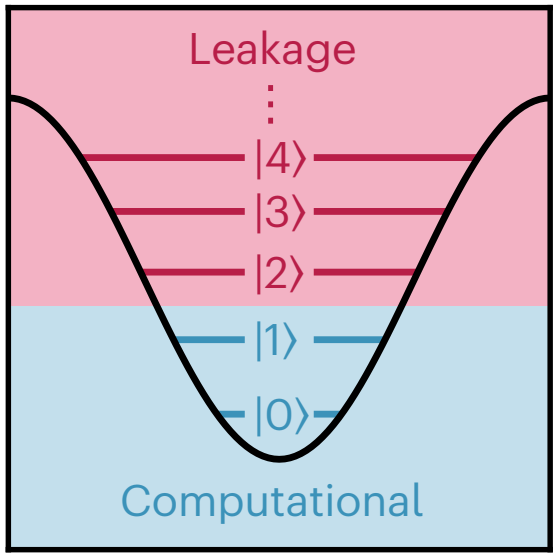 Leakage
|4⟩
|3⟩
|2⟩
|1⟩
|0⟩
Computational